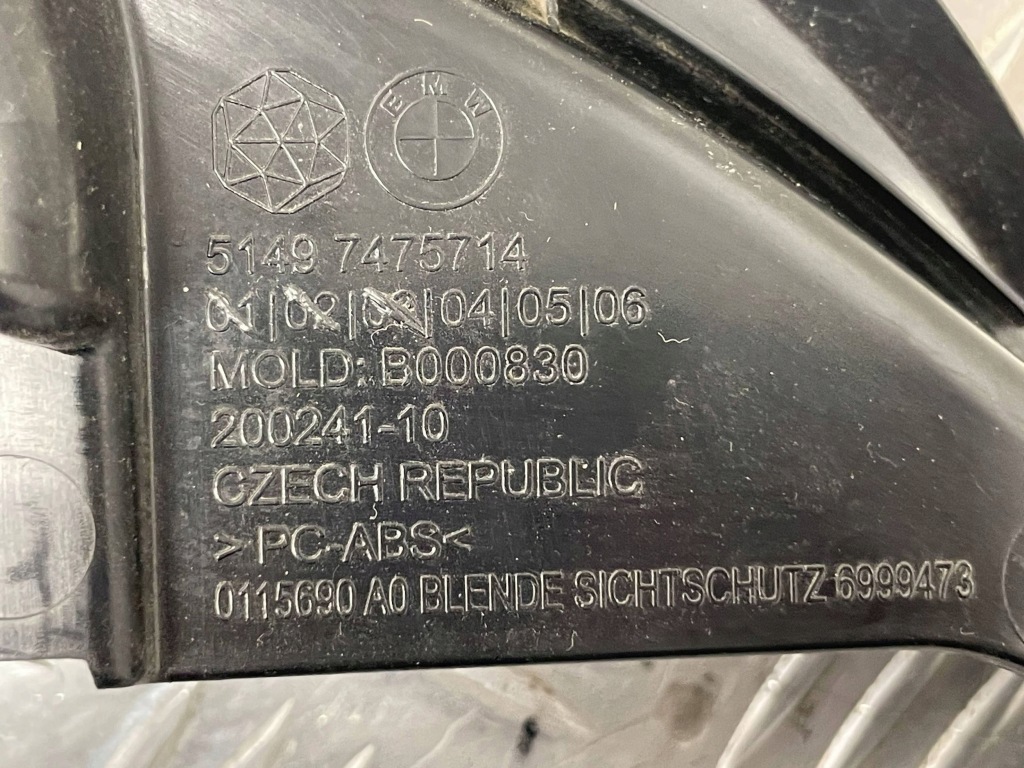 BMW
5149 7475714
01|02|03|04|05|06
MOLD: B000830
200241-10
CZECH REPUBLIC
>PC-ABS<
0115690 A0 BLENDE SICHTSCHUTZ 6999473